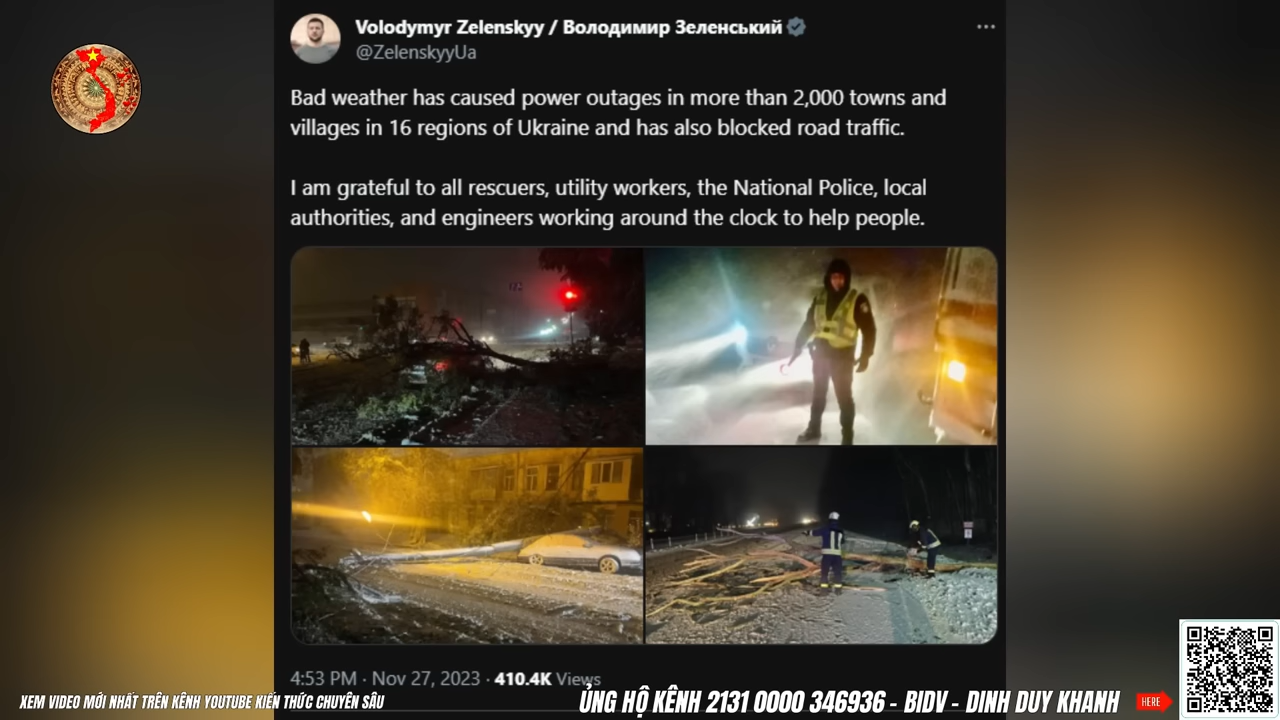 Volodymyr Zelenskyy / Володимир Зеленський
@ZelenskyyUa
Bad weather has caused power outages in more than 2,000 towns and
villages in 16 regions of Ukraine and has also blocked road traffic.
I am grateful to all rescuers, utility workers, the National Police, local
authorities, and engineers working around the clock to help people.
4:53 PM · Nov 27, 2023 · 410.4K Views
XEM VIDEO MỚI NHẤT TRÊN KÊNH YOUTUBE KIẾN THỨC CHUYÊN SÂU
ỦNG HỘ KÊNH 2131 0000 346936 - BIDV - DINH DUY KHANH
HERE